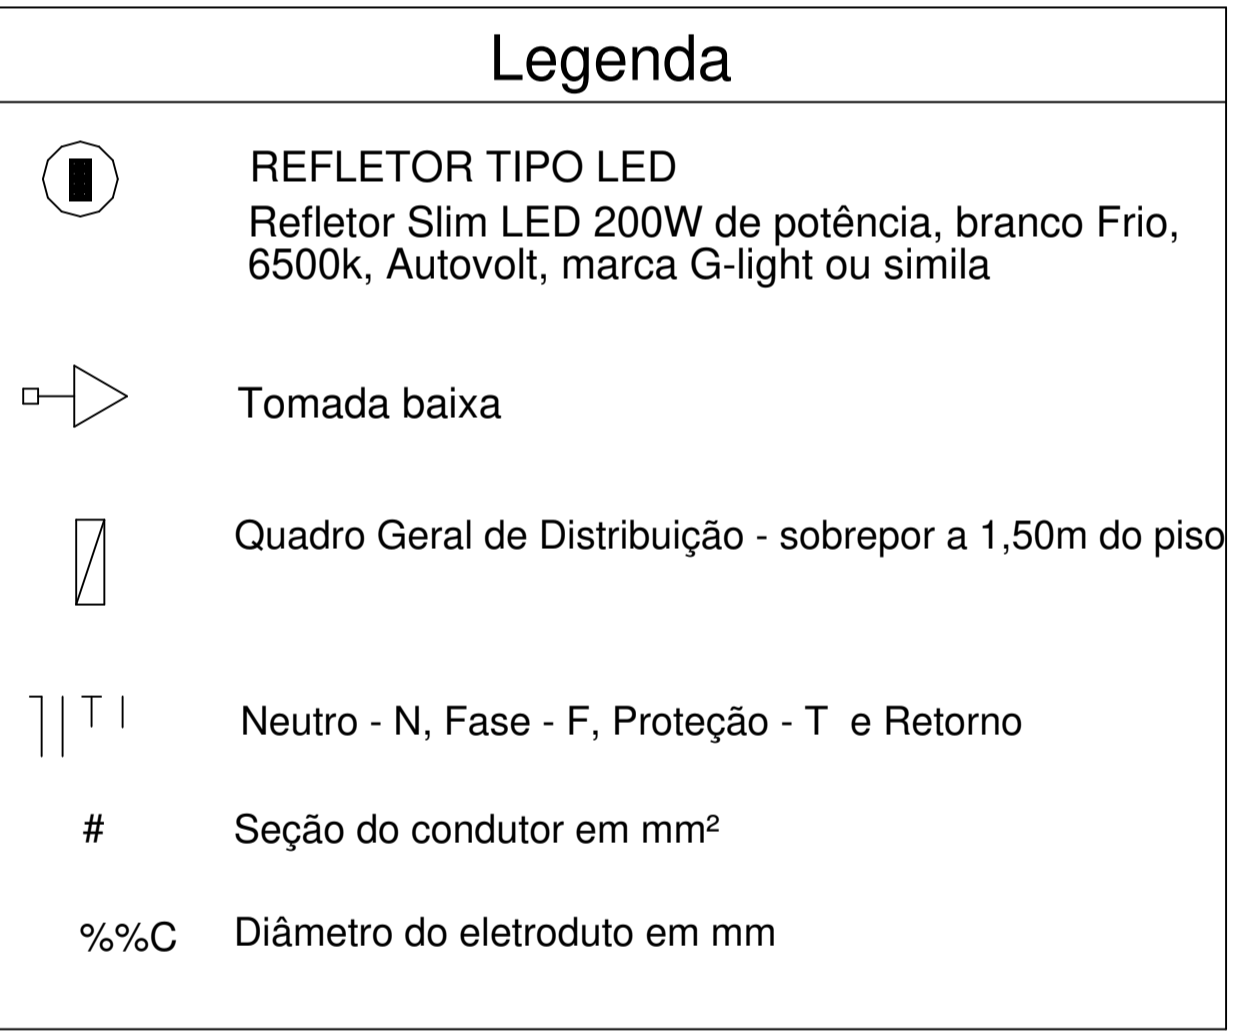 Legenda
REFLETOR TIPO LED
Refletor Slim LED 200W de potência, branco Frio,
6500k, Autovolt, marca G-light ou simila
Tomada baixa
Quadro Geral de Distribuição - sobrepor a 1,50m do piso
T
Neutro - N, Fase - F, Proteção - T e Retorno
# Seção do condutor em mm²
%%C Diâmetro do eletroduto em mm